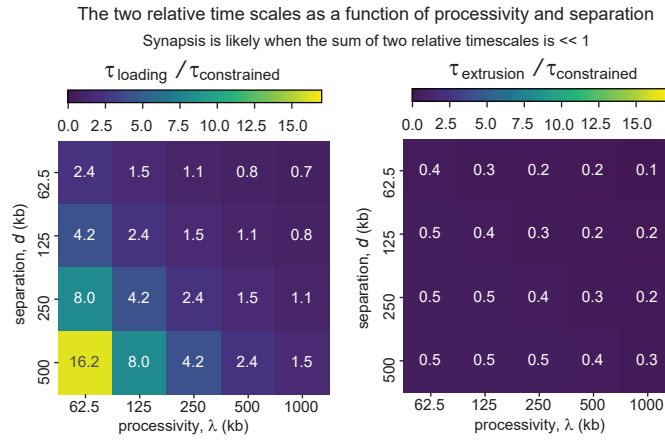 The two relative time scales as a function of processivity and separation
Synapsis is likely when the sum of two relative timescales is << 1
τloading / τconstrained
0.0 2.5 5.0 7.5 10.0 12.5 15.0
separation, d (kb)
62.5 2.4 1.5 1.1 0.8 0.7
125 4.2 2.4 1.5 1.1 0.8
250 8.0 4.2 2.4 1.5 1.1
500 16.2 8.0 4.2 2.4 1.5
62.5 125 250 500 1000
processivity, λ (kb)
τextrusion / τconstrained
0.0 2.5 5.0 7.5 10.0 12.5 15.0
separation, d (kb)
62.5 0.4 0.3 0.2 0.2 0.1
125 0.5 0.4 0.3 0.2 0.2
250 0.5 0.5 0.4 0.3 0.2
500 0.5 0.5 0.5 0.4 0.3
62.5 125 250 500 1000
processivity, λ (kb)